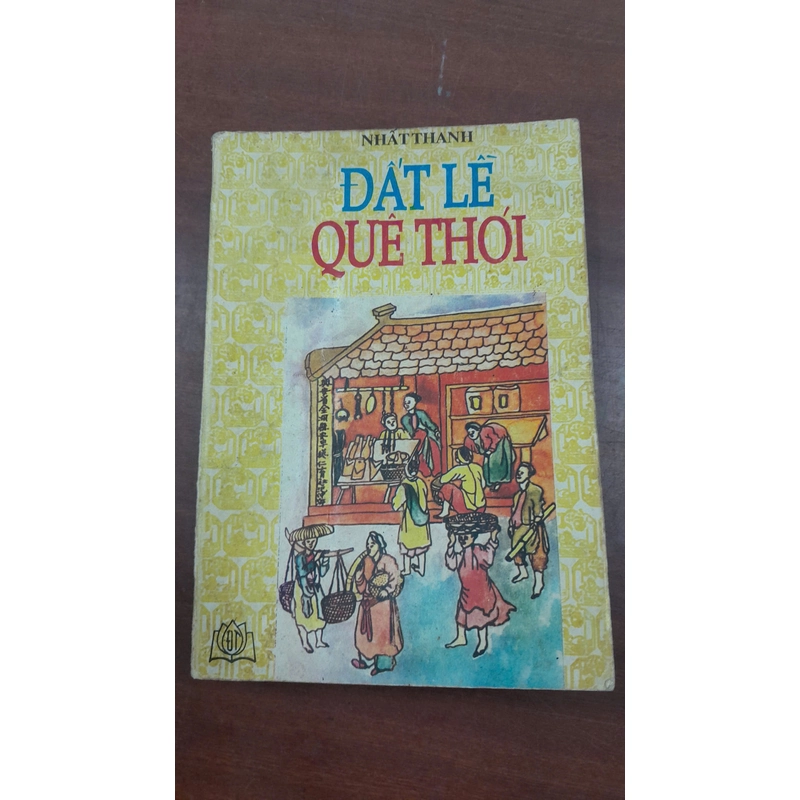 NHẤT THANH
ĐẤT LỀ
QUÊ THÓI